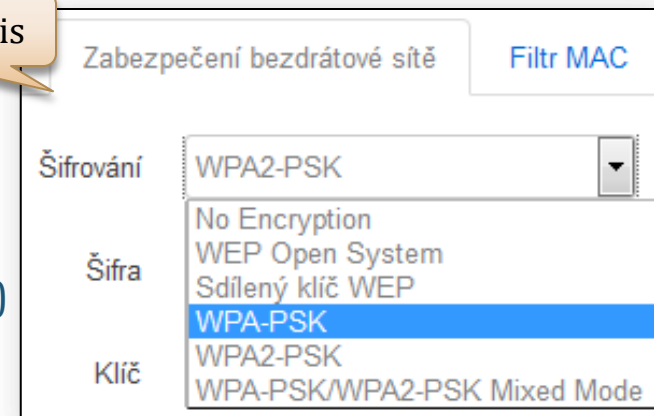 is
Zabezpečení bezdrátové sítě
Filtr MAC
Šifrování
WPA2-PSK
No Encryption
WEP Open System
Šifra
Sdílený klíč WEP
)
WPA-PSK
Klíč
WPA2-PSK
WPA-PSK/WPA2-PSK Mixed Mode